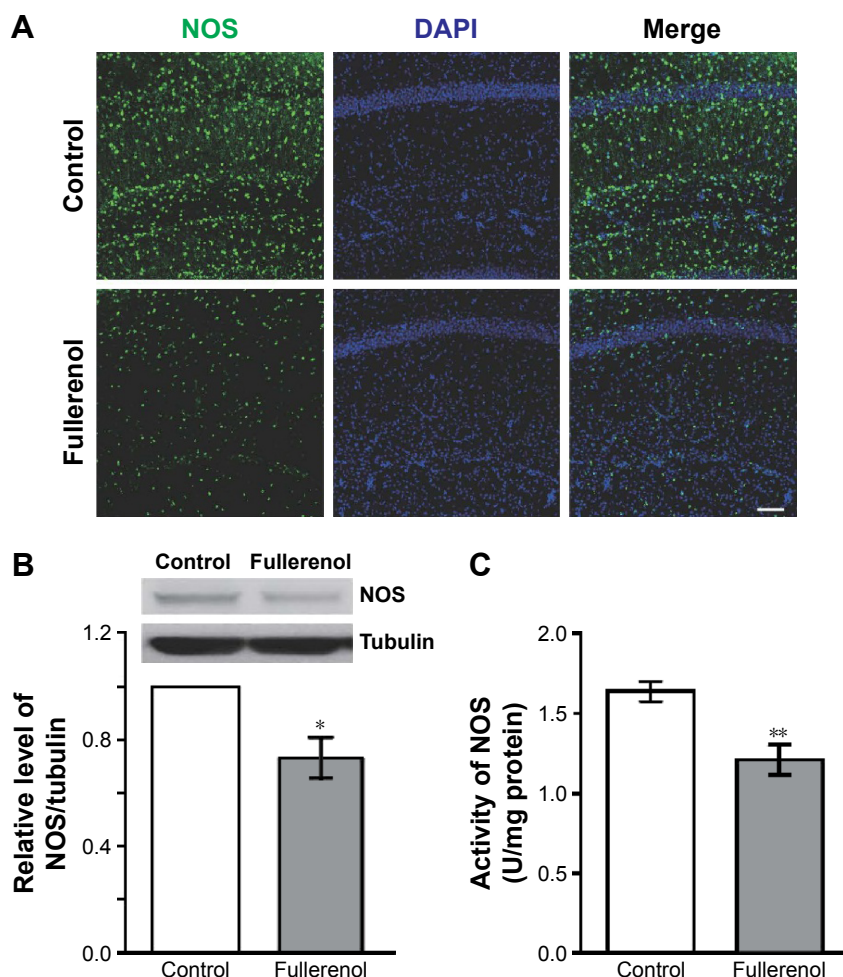 A
NOS DAPI Merge
Control
Fullerenol
B
Control Fullerenol
NOS
Tubulin
Relative level of
NOS/tubulin
1.2
0.8
0.4
0.0
*
Control Fullerenol
C
Activity of NOS
(U/mg protein)
2.0
1.5
1.0
0.5
0.0
**
Control Fullerenol